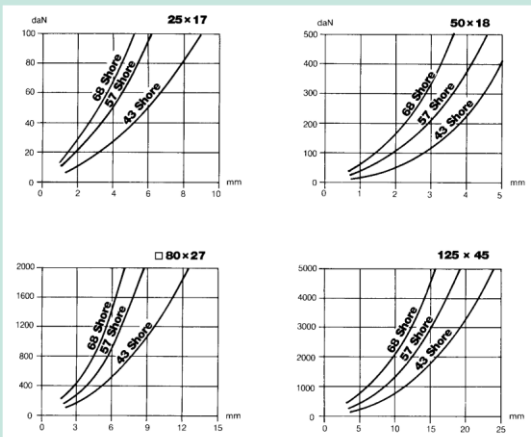 daN
25×17
100
80
60
40
20
0
0
2
4
6
8
10
mm
68 Shore
57 Shore
43 Shore
daN
50×18
500
400
300
200
100
0
0
1
2
3
4
5
mm
68 Shore
57 Shore
43 Shore
□80×27
2000
1600
1200
800
400
0
0
3
6
9
12
15
mm
68 Shore
57 Shore
43 Shore
125 × 45
5000
4000
3000
2000
1000
0
0
5
10
15
20
25
mm
68 Shore
57 Shore
43 Shore